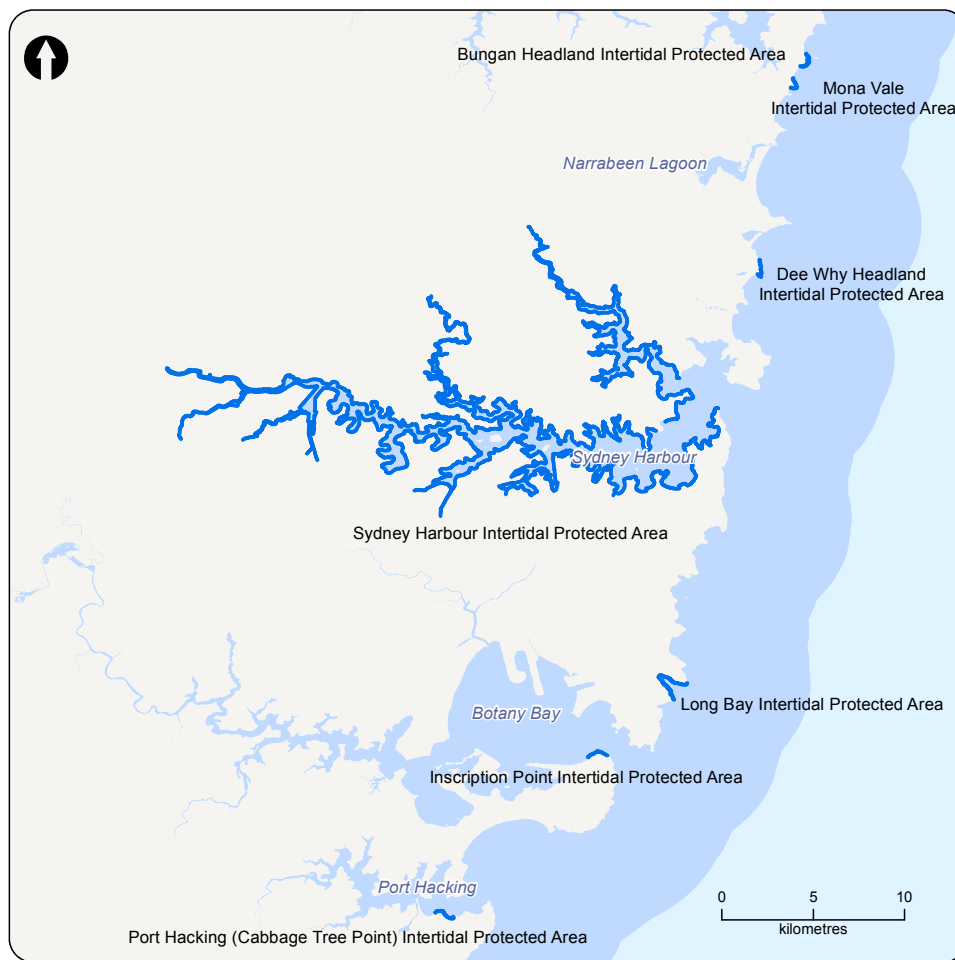 Bungan Headland Intertidal Protected Area
Mona Vale
Intertidal Protected Area
Narrabeen Lagoon
Dee Why Headland
Intertidal Protected Area
Sydney Harbour
Sydney Harbour Intertidal Protected Area
Long Bay Intertidal Protected Area
Botany Bay
Inscription Point Intertidal Protected Area
Port Hacking
0 5 10
kilometres
Port Hacking (Cabbage Tree Point) Intertidal Protected Area